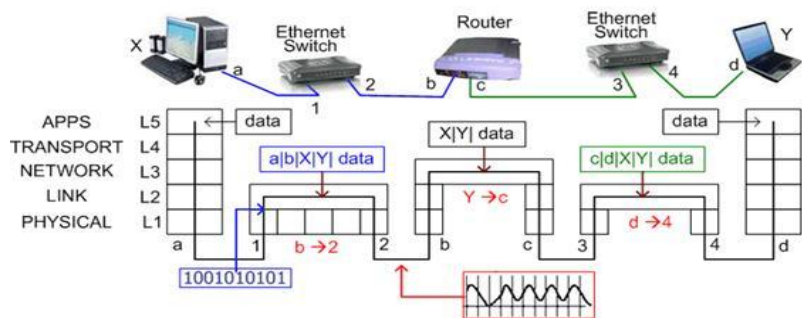 X
a
Ethernet
Switch
1
2
Router
b
c
Ethernet
Switch
3
4
Y
d
APPS L5
TRANSPORT L4
NETWORK L3
LINK L2
PHYSICAL L1
data
a|b|X|Y| data
X|Y| data
c|d|X|Y| data
data
Y →c
b →2
d →4
a
1
2
b
c
3
4
d
1001010101